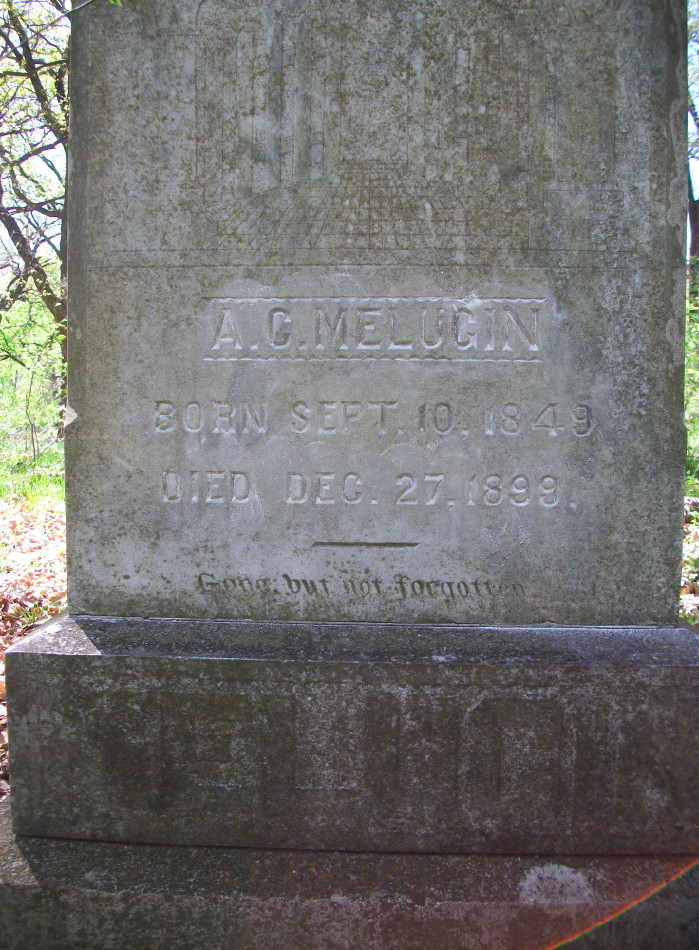 A.C.MELUGIN
BORN SEPT. 10. 1849
DIED DEC. 27. 1899.
Gone, but not forgotten